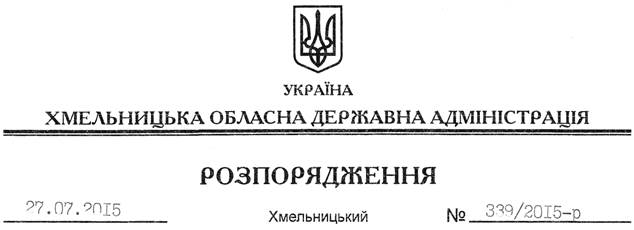 УКРАЇНА
ХМЕЛЬНИЦЬКА ОБЛАСНА ДЕРЖАВНА АДМІНІСТРАЦІЯ
РОЗПОРЯДЖЕННЯ
27.07.2015 Хмельницький № 339/2015-р